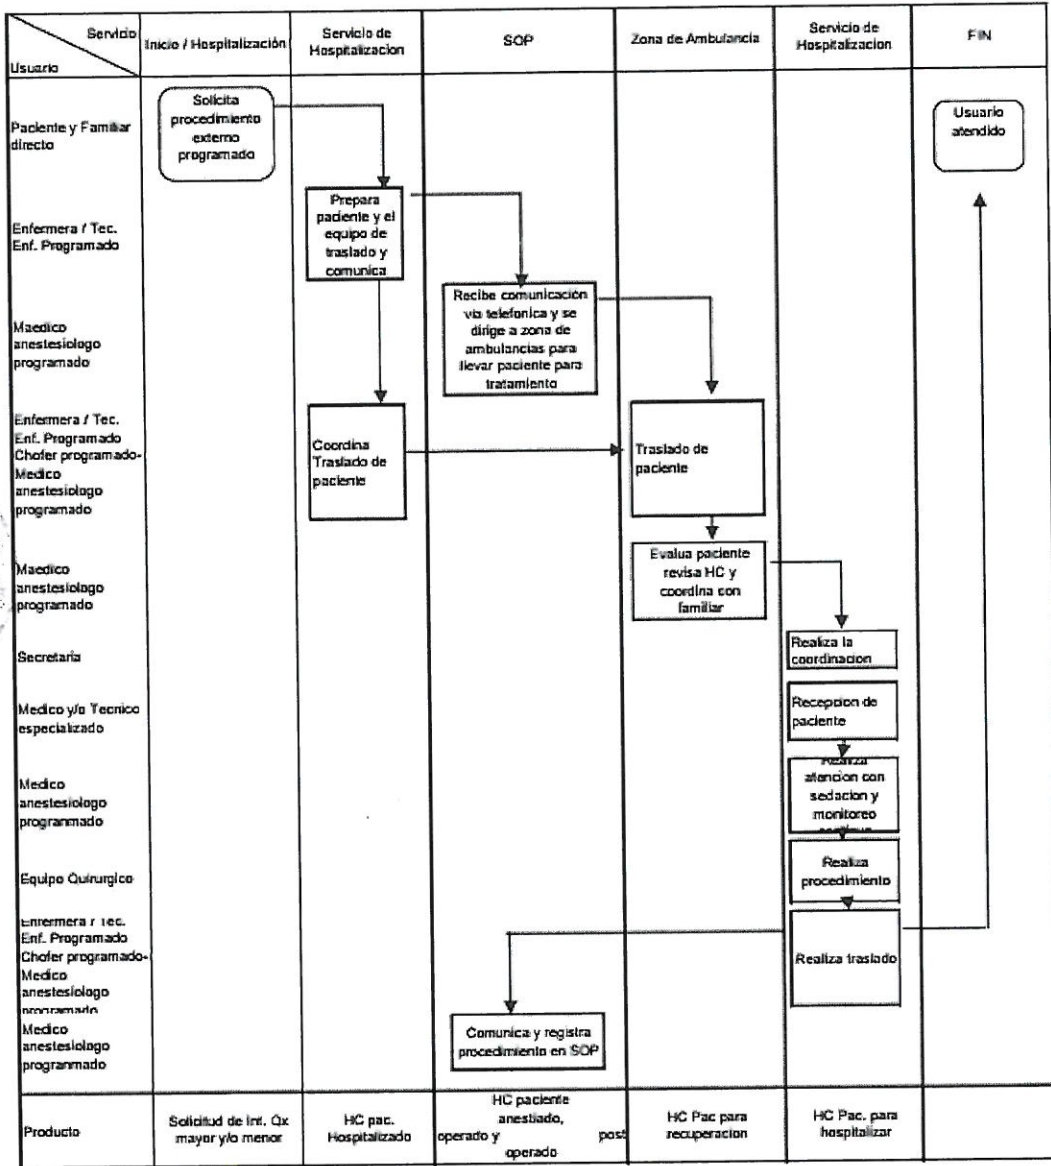 Servicio
Usuario
Inicio / Hospitalización
Servicio de
Hospitalizacion
SOP
Zona de Ambulancia
Servicio de
Hospitalizacion
FIN
Paciente y Familiar
directo
Solicita
procedimiento
externo
programado
Usuario
atendido
Enfermera / Tec.
Enf. Programado
Prepara
paciente y el
equipo de
traslado y
comunica
Maedico
anestesiologo
programado
Recibe comunicación
via telefonica y se
dirige a zona de
ambulancias para
llevar paciente para
tratamiento
Enfermera / Tec.
Enf. Programado
Chofer programado-
Medico
anestesiologo
programado
Coordina
Traslado de
paciente
Traslado de
paciente
Maedico
anestesiologo
programado
Evalua paciente
revisa HC y
coordina con
familiar
Secretaría
Realiza la
coordinacion
Medico y/o Tecnico
especializado
Recepcion de
paciente
Medico
anestesiologo
progranmado
Realiza
atencion con
sedacion y
monitoreo
continuo
Equipo Quirurgico
Realiza
procedimiento
Enfermera / Tec.
Enf. Programado
Chofer programado-
Medico
anestesiologo
programado
Realiza traslado
Medico
anestesiologo
progranmado
Comunica y registra
procedimiento en SOP
Producto
Solicitud de Int. Qx
mayor y/o menor
HC pac.
Hospitalizado
HC paciente
anestiado,
operado y post
operado
HC Pac para
recuperacion
HC Pac. para
hospitalizar